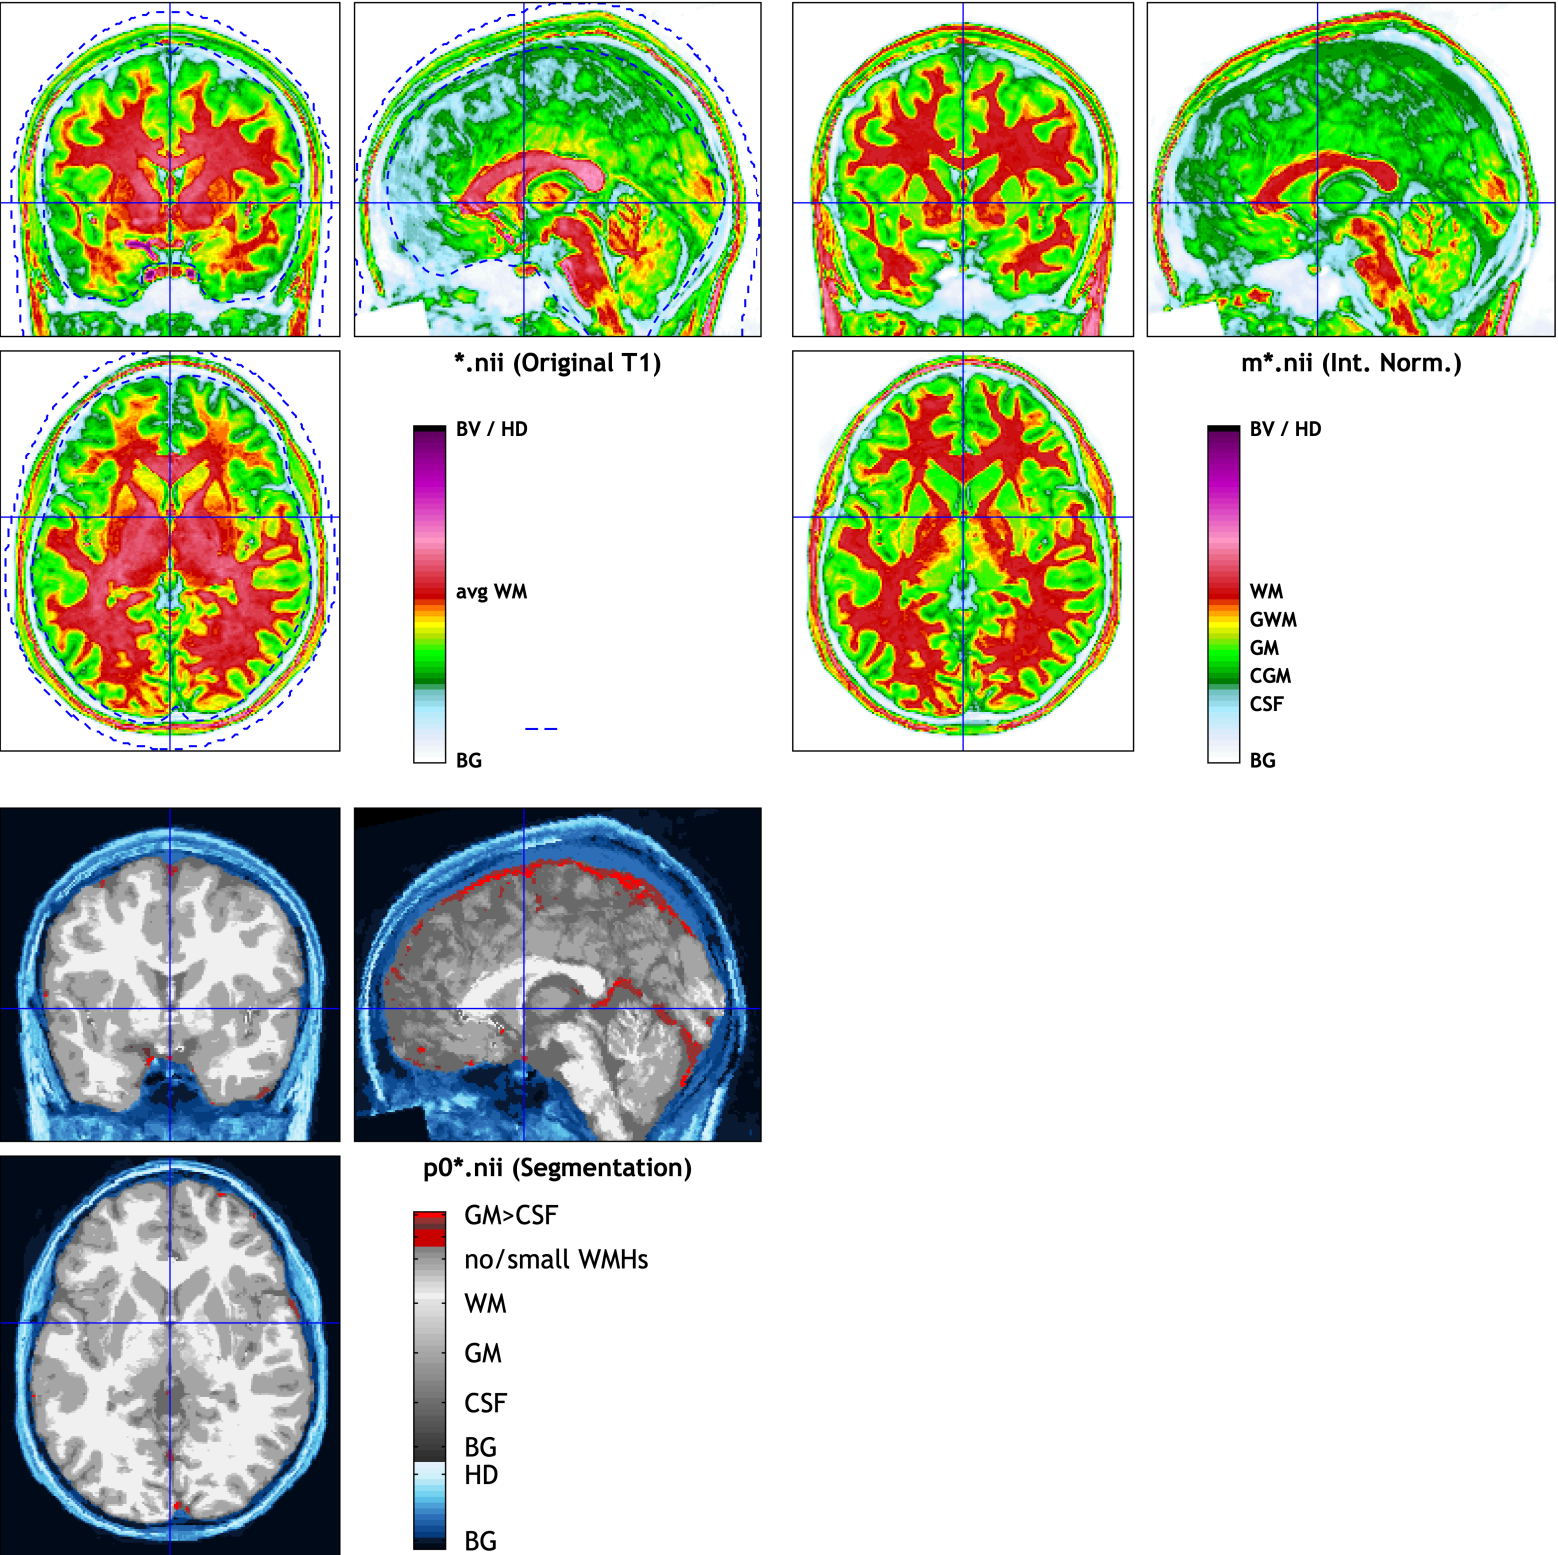 *.nii (Original T1)
BV / HD
avg WM
BG
m*.nii (Int. Norm.)
BV / HD
WM
GWM
GM
CGM
CSF
BG
p0*.nii (Segmentation)
GM>CSF
no/small WMHs
WM
GM
CSF
BG
HD
BG